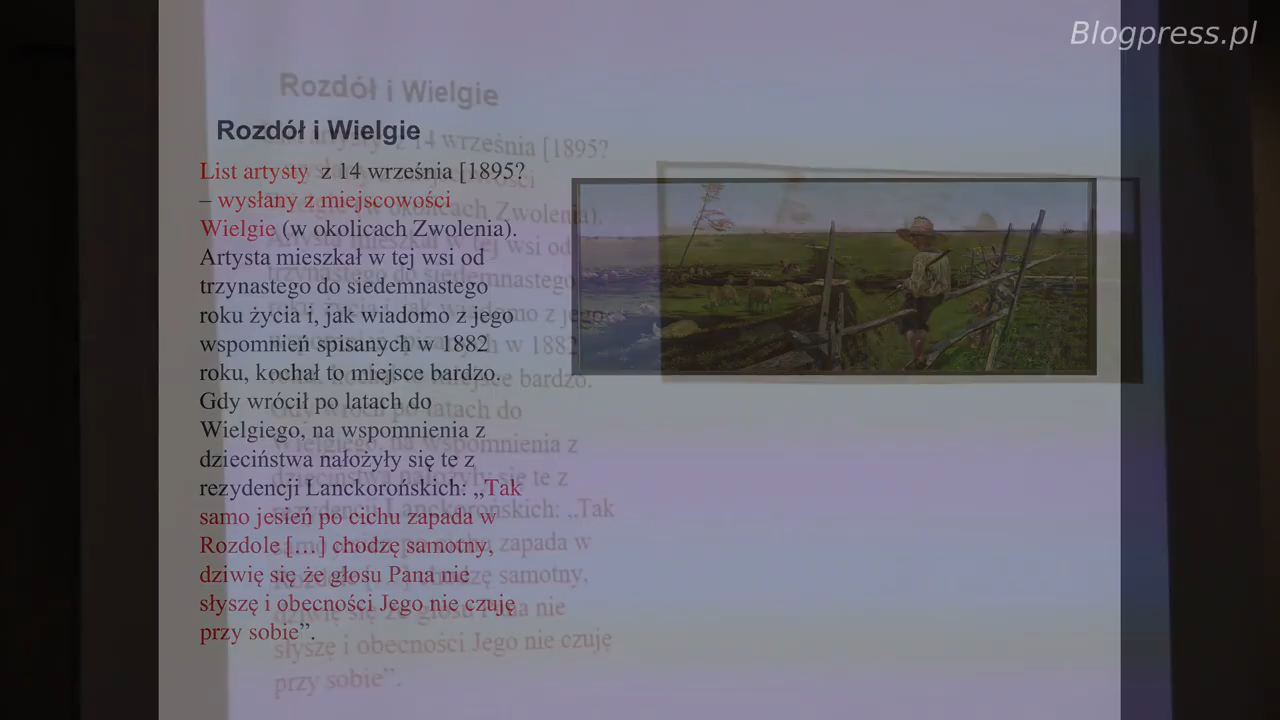 Blogpress.pl
Rozdół i Wielgie
List artysty z 14 września [1895?
– wysłany z miejscowości
Wielgie (w okolicach Zwolenia).
Artysta mieszkał w tej wsi od
trzynastego do siedemnastego
roku życia i, jak wiadomo z jego
wspomnień spisanych w 1882
roku, kochał to miejsce bardzo.
Gdy wrócił po latach do
Wielgiego, na wspomnienia z
dzieciństwa nałożyły się te z
rezydencji Lanckorońskich: „Tak
samo jesień po cichu zapada w
Rozdole […] chodzę samotny,
dziwię się że głosu Pana nie
słyszę i obecności Jego nie czuję
przy sobie”.